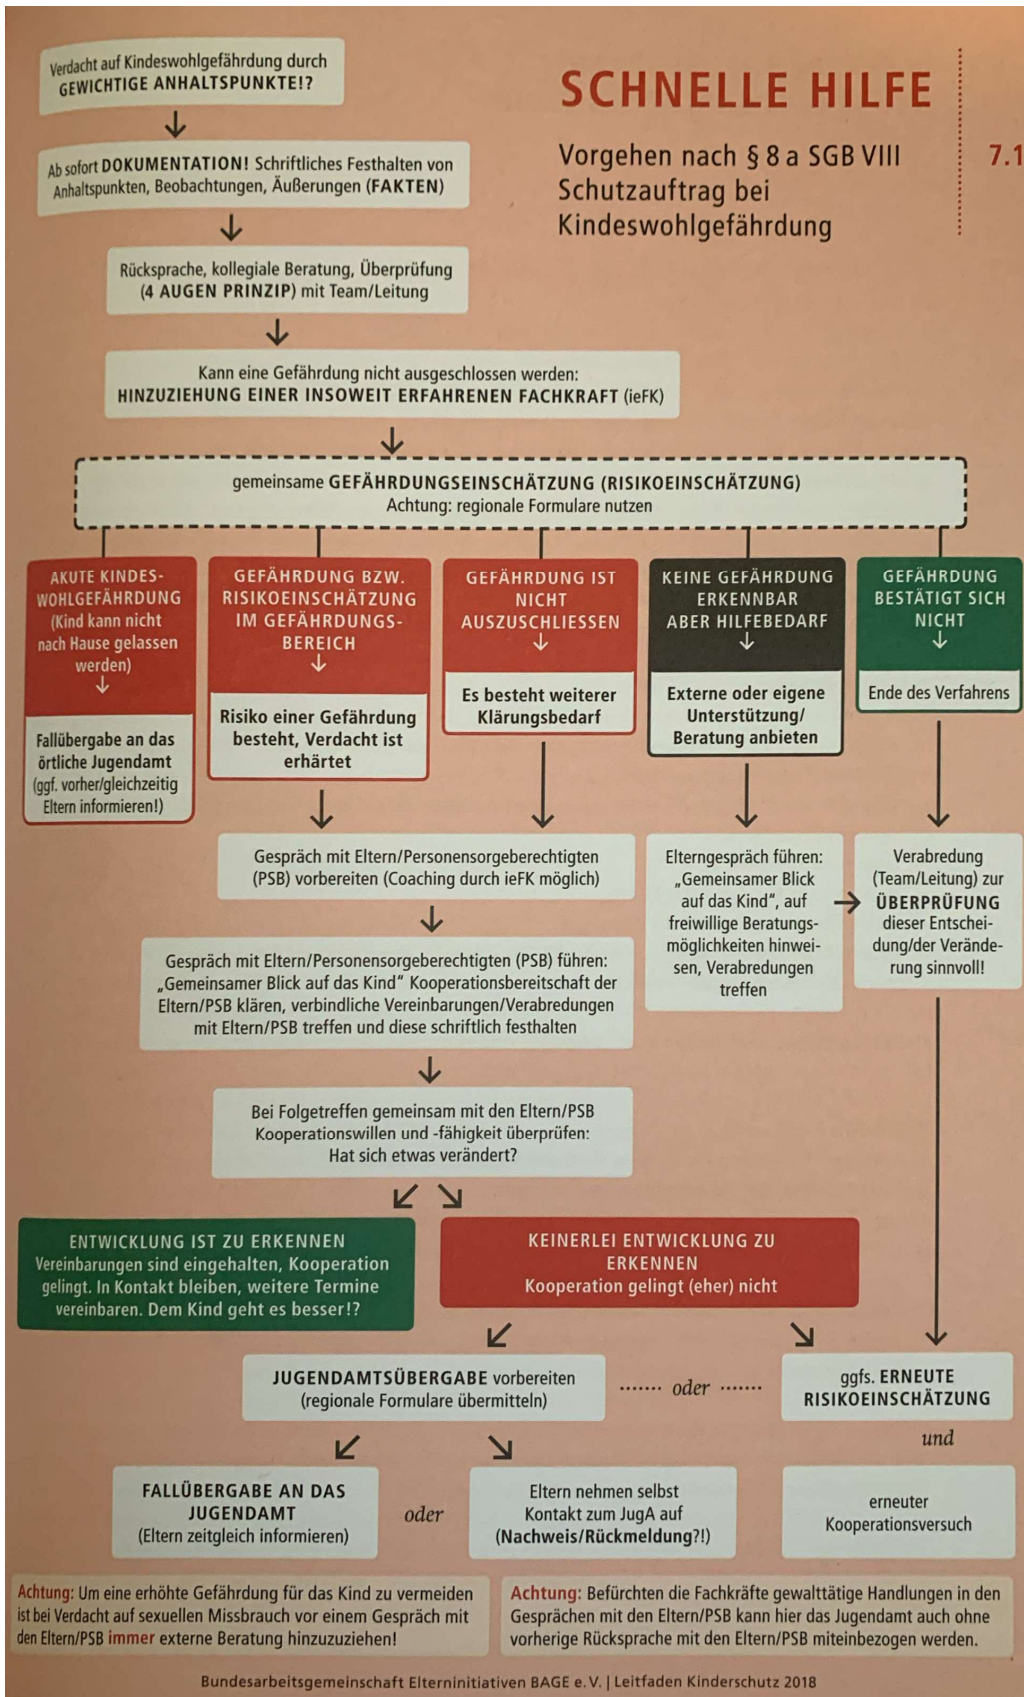 Verdacht auf Kindeswohlgefährdung durch
GEWICHTIGE ANHALTSPUNKTE!?
SCHNELLE HILFE
Vorgehen nach § 8 a SGB VIII
Schutzauftrag bei
Kindeswohlgefährdung
7.1
Ab sofort DOKUMENTATION! Schriftliches Festhalten von
Anhaltspunkten, Beobachtungen, Äußerungen (FAKTEN)
Rücksprache, kollegiale Beratung, Überprüfung
(4 AUGEN PRINZIP) mit Team/Leitung
Kann eine Gefährdung nicht ausgeschlossen werden:
HINZUZIEHUNG EINER INSOWEIT ERFAHRENEN FACHKRAFT (ieFK)
gemeinsame GEFÄHRDUNGSEINSCHÄTZUNG (RISIKOEINSCHÄTZUNG)
Achtung: regionale Formulare nutzen
AKUTE KINDES-
WOHLGEFÄHRDUNG
(Kind kann nicht
nach Hause gelassen
werden)
Fallübergabe an das
örtliche Jugendamt
(ggf. vorher/gleichzeitig
Eltern informieren!)
GEFÄHRDUNG BZW.
RISIKOEINSCHÄTZUNG
IM GEFÄHRDUNGS-
BEREICH
Risiko einer Gefährdung
besteht, Verdacht ist
erhärtet
GEFÄHRDUNG IST
NICHT
AUSZUSCHLIESSEN
Es besteht weiterer
Klärungsbedarf
KEINE GEFÄHRDUNG
ERKENNBAR
ABER HILFEBEDARF
Externe oder eigene
Unterstützung/
Beratung anbieten
GEFÄHRDUNG
BESTÄTIGT SICH
NICHT
Ende des Verfahrens
Gespräch mit Eltern/Personensorgeberechtigten
(PSB) vorbereiten (Coaching durch ieFK möglich)
Elterngespräch führen:
„Gemeinsamer Blick
auf das Kind“, auf
freiwillige Beratungs-
möglichkeiten hinwei-
sen, Verabredungen
treffen
Verabredung
(Team/Leitung) zur
ÜBERPRÜFUNG
dieser Entschei-
dung/der Verände-
rung sinnvoll!
Gespräch mit Eltern/Personensorgeberechtigten (PSB) führen:
„Gemeinsamer Blick auf das Kind“ Kooperationsbereitschaft der
Eltern/PSB klären, verbindliche Vereinbarungen/Verabredungen
mit Eltern/PSB treffen und diese schriftlich festhalten
Bei Folgetreffen gemeinsam mit den Eltern/PSB
Kooperationswillen und -fähigkeit überprüfen:
Hat sich etwas verändert?
ENTWICKLUNG IST ZU ERKENNEN
Vereinbarungen sind eingehalten, Kooperation
gelingt. In Kontakt bleiben, weitere Termine
vereinbaren. Dem Kind geht es besser!?
KEINERLEI ENTWICKLUNG ZU
ERKENNEN
Kooperation gelingt (eher) nicht
JUGENDAMTSÜBERGABE vorbereiten
(regionale Formulare übermitteln)
....... oder .......
ggfs. ERNEUTE
RISIKOEINSCHÄTZUNG
und
FALLÜBERGABE AN DAS
JUGENDAMT
(Eltern zeitgleich informieren)
oder
Eltern nehmen selbst
Kontakt zum JugA auf
(Nachweis/Rückmeldung?!)
erneuter
Kooperationsversuch
Achtung: Um eine erhöhte Gefährdung für das Kind zu vermeiden
ist bei Verdacht auf sexuellen Missbrauch vor einem Gespräch mit
den Eltern/PSB immer externe Beratung hinzuzuziehen!
Achtung: Befürchten die Fachkräfte gewalttätige Handlungen in den
Gesprächen mit den Eltern/PSB kann hier das Jugendamt auch ohne
vorherige Rücksprache mit den Eltern/PSB miteinbezogen werden.
Bundesarbeitsgemeinschaft Elterninitiativen BAGE e. V. | Leitfaden Kinderschutz 2018